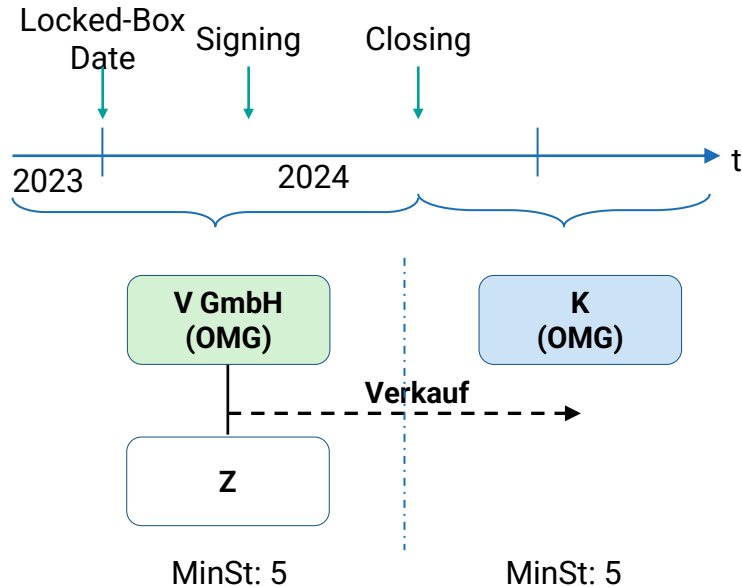 Locked-Box
Date
Signing
Closing
t
2023
2024
V GmbH
(OMG)
K
(OMG)
Verkauf
Z
MinSt: 5
MinSt: 5